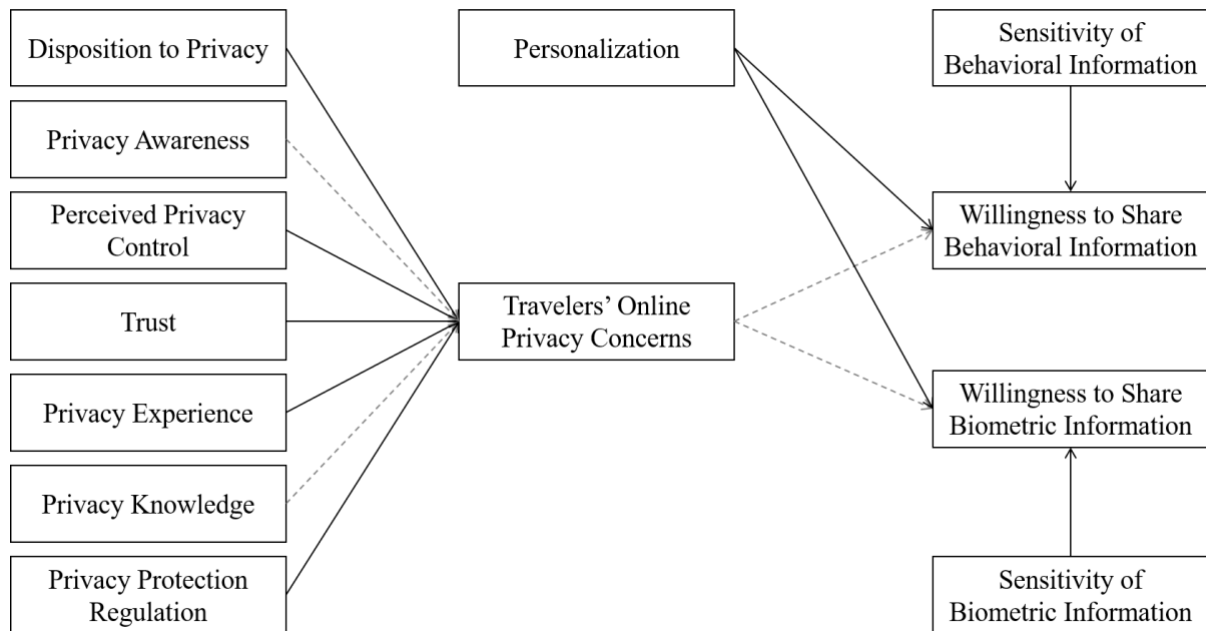 Disposition to Privacy
Privacy Awareness
Perceived Privacy
Control
Trust
Privacy Experience
Privacy Knowledge
Privacy Protection
Regulation
Personalization
Travelers’ Online
Privacy Concerns
Sensitivity of
Behavioral Information
Willingness to Share
Behavioral Information
Willingness to Share
Biometric Information
Sensitivity of
Biometric Information